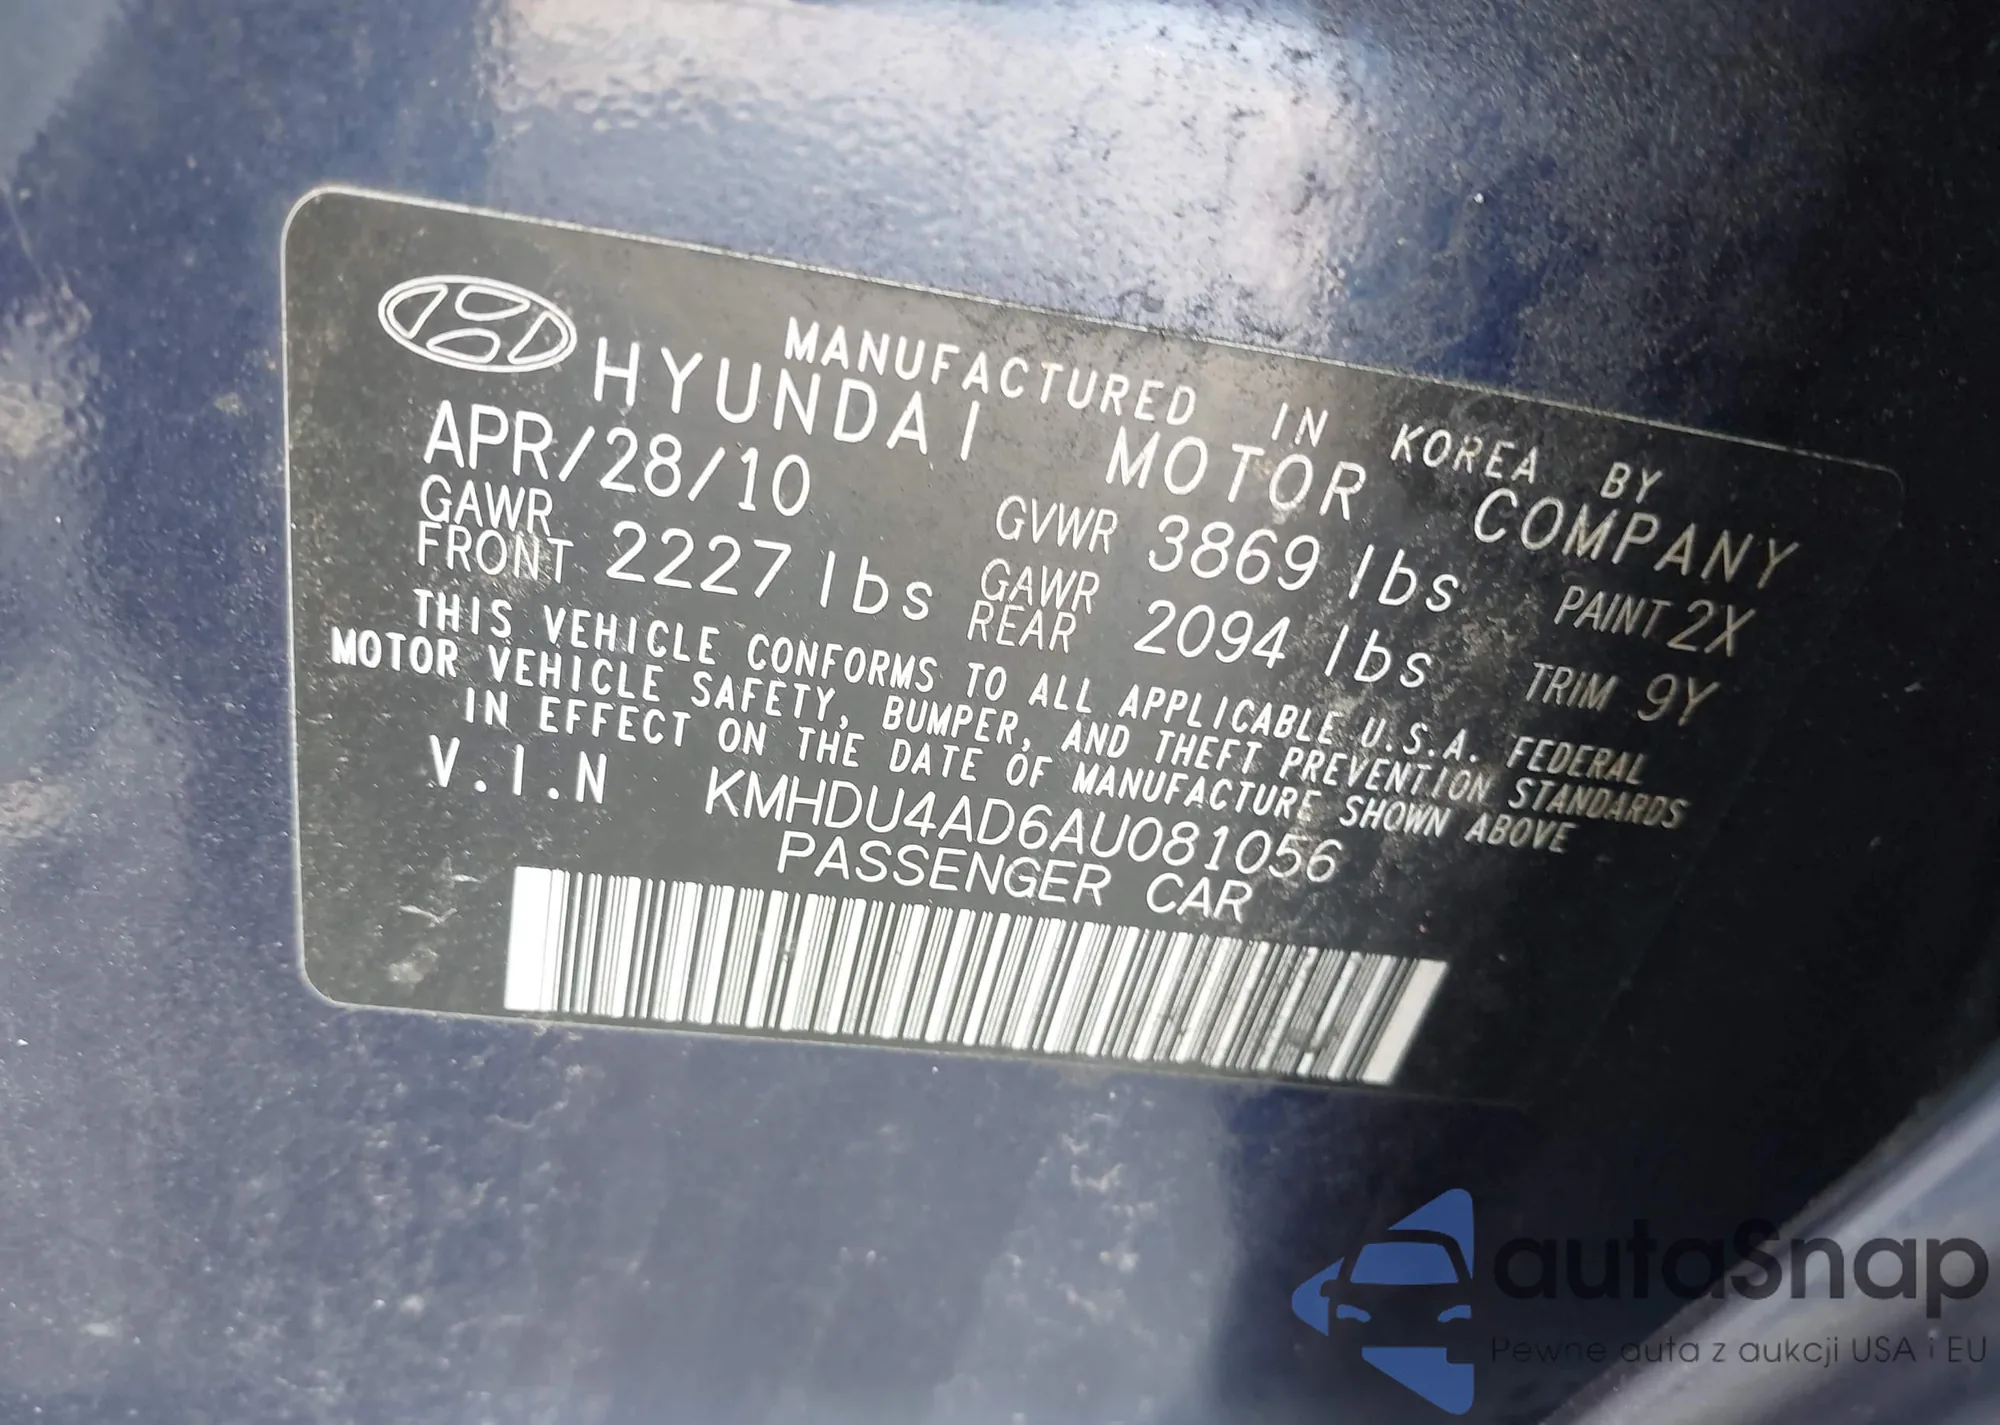 MANUFACTURED IN KOREA BY
HYUNDAI MOTOR COMPANY
APR/28/10 GVWR 3869 lbs PAINT 2X
GAWR FRONT 2227 lbs GAWR REAR 2094 lbs TRIM 9Y
THIS VEHICLE CONFORMS TO ALL APPLICABLE U.S.A. FEDERAL
MOTOR VEHICLE SAFETY, BUMPER, AND THEFT PREVENTION STANDARDS
IN EFFECT ON THE DATE OF MANUFACTURE SHOWN ABOVE
V.I.N KMHDU4AD6AU081056
PASSENGER CAR
autaSnap
Pewne auta z aukcji USA i EU